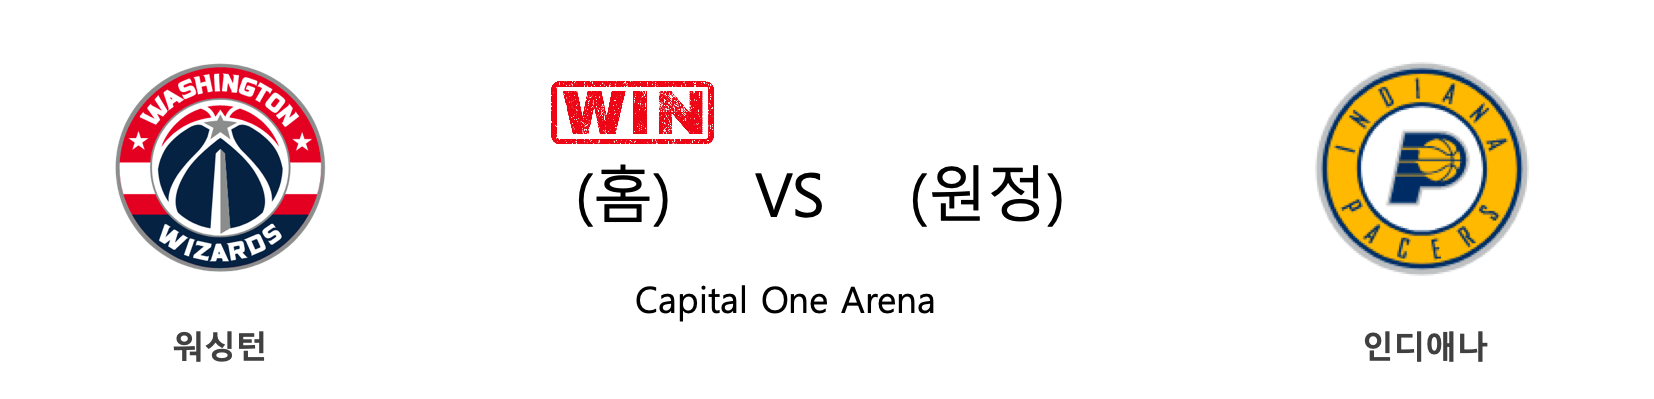 WASHINGTON
WIZARDS
WIN
(홈) VS (원정)
Capital One Arena
INDIANA
PACERS
워싱턴
인디애나